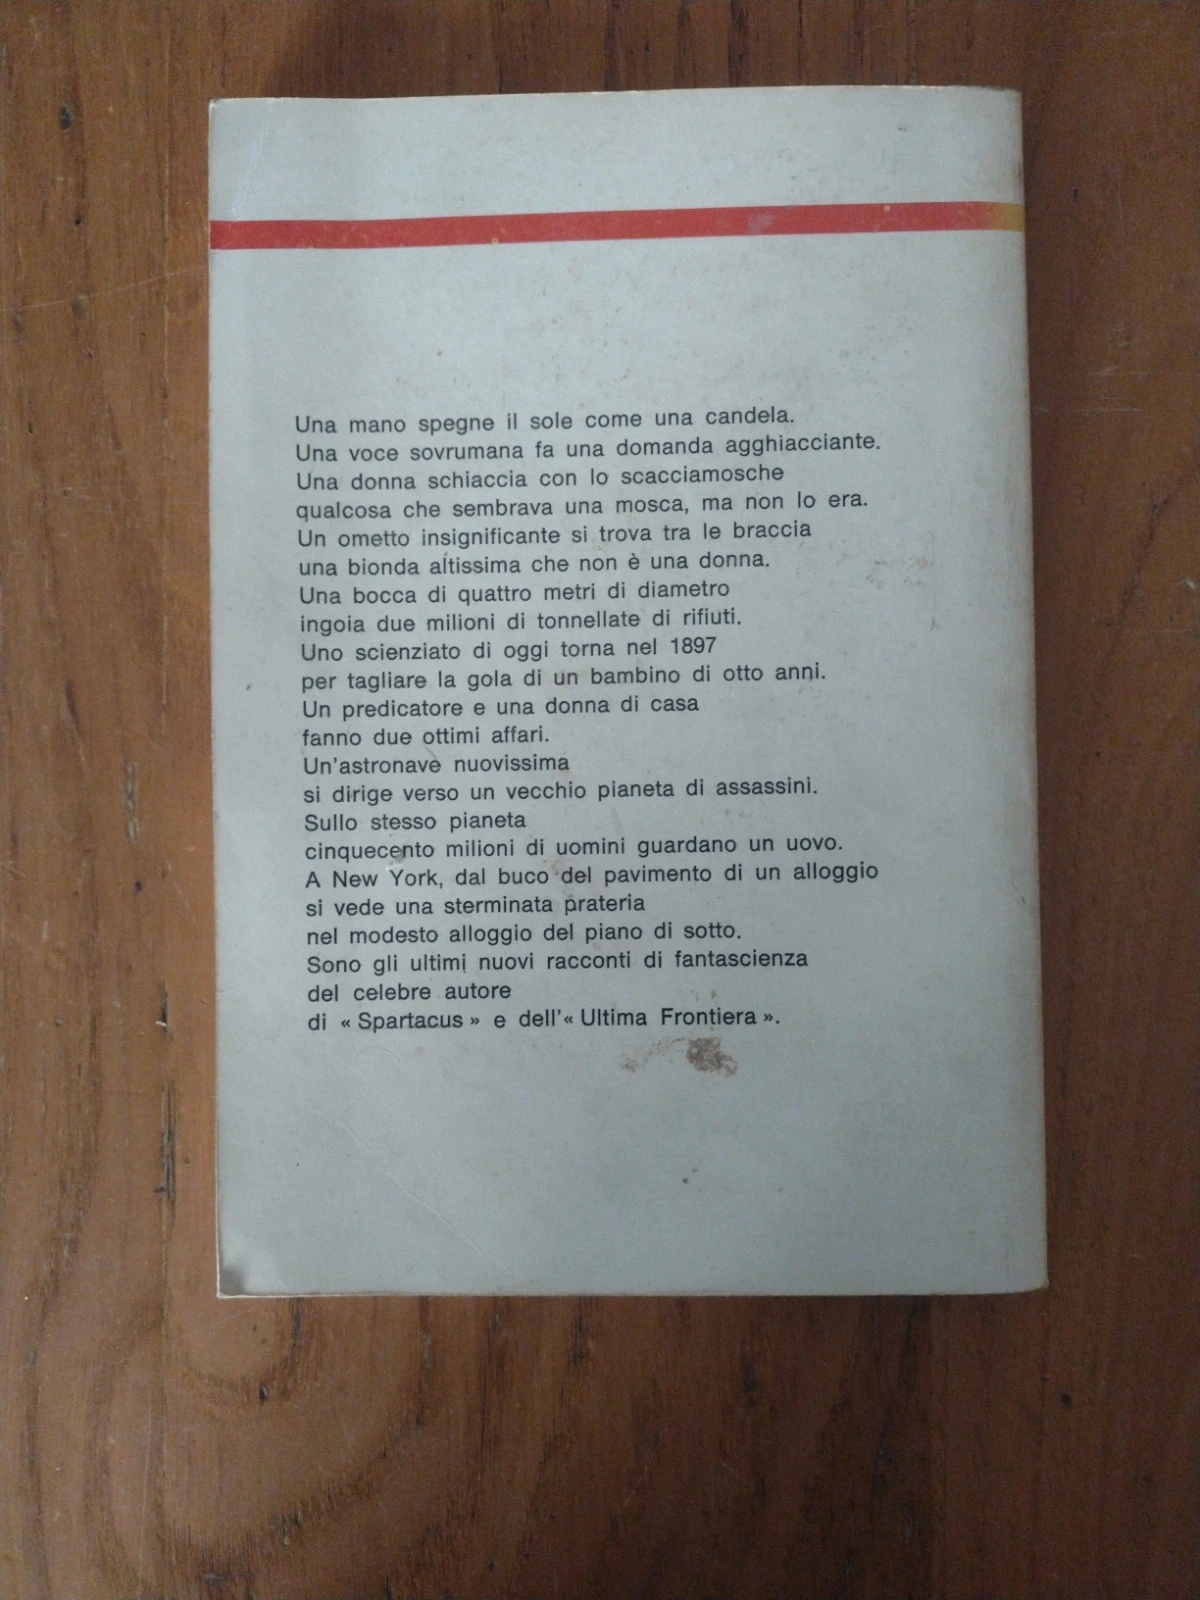 Una mano spegne il sole come una candela.
Una voce sovrumana fa una domanda agghiacciante.
Una donna schiaccia con lo scacciamosche
qualcosa che sembrava una mosca, ma non lo era.
Un ometto insignificante si trova tra le braccia
una bionda altissima che non è una donna.
Una bocca di quattro metri di diametro
ingoia due milioni di tonnellate di rifiuti.
Uno scienziato di oggi torna nel 1897
per tagliare la gola di un bambino di otto anni.
Un predicatore e una donna di casa
fanno due ottimi affari.
Un'astronave nuovissima
si dirige verso un vecchio pianeta di assassini.
Sullo stesso pianeta
cinquecento milioni di uomini guardano un uovo.
A New York, dal buco del pavimento di un alloggio
si vede una sterminata prateria
nel modesto alloggio del piano di sotto.
Sono gli ultimi nuovi racconti di fantascienza
del celebre autore
di « Spartacus » e dell'« Ultima Frontiera ».